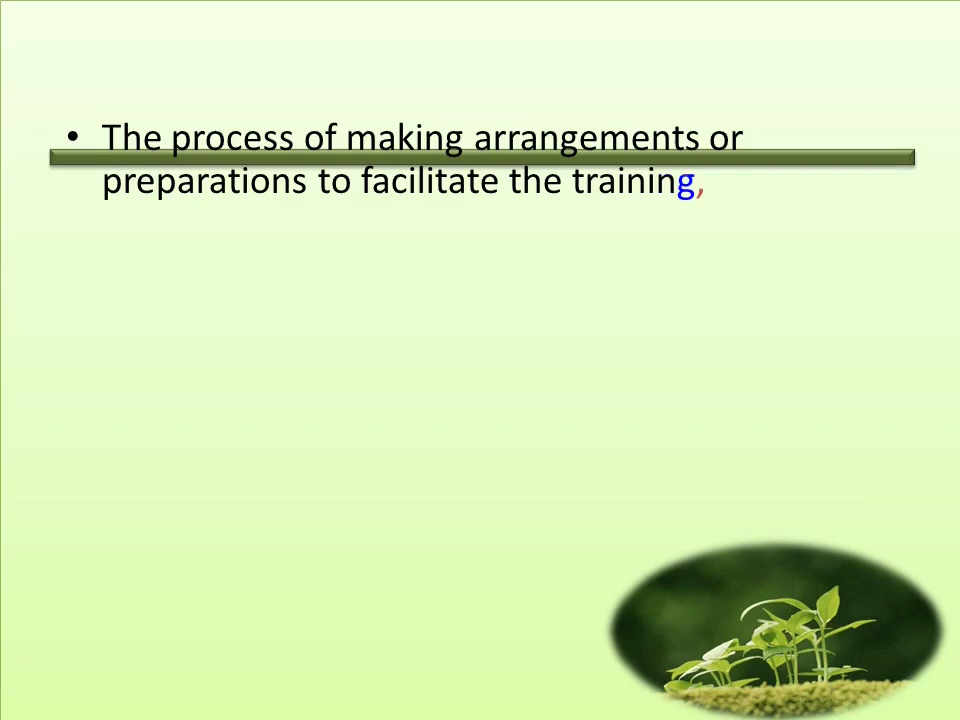 • The process of making arrangements or
preparations to facilitate the training,